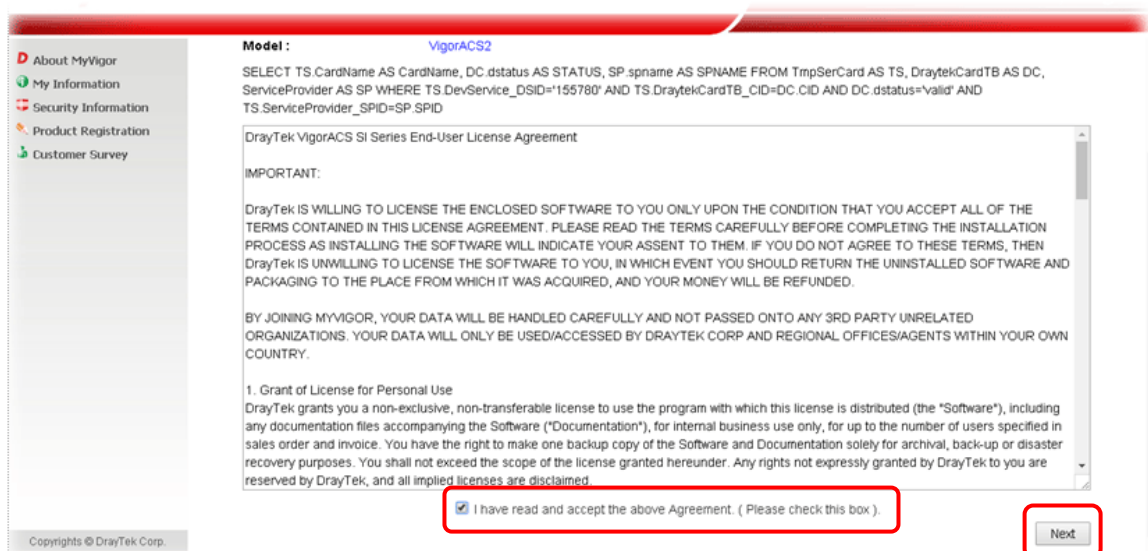 Model : VigorACS2
About MyVigor
My Information
Security Information
Product Registration
Customer Survey
SELECT TS.CardName AS CardName, DC.dstatus AS STATUS, SP.spname AS SPNAME FROM TmpSerCard AS TS, DraytekCardTB AS DC,
ServiceProvider AS SP WHERE TS.DevService_DSID='155780' AND TS.DraytekCardTB_CID=DC.CID AND DC.dstatus='valid' AND
TS.ServiceProvider_SPID=SP.SPID
DrayTek VigorACS SI Series End-User License Agreement
IMPORTANT:
DrayTek IS WILLING TO LICENSE THE ENCLOSED SOFTWARE TO YOU ONLY UPON THE CONDITION THAT YOU ACCEPT ALL OF THE
TERMS CONTAINED IN THIS LICENSE AGREEMENT. PLEASE READ THE TERMS CAREFULLY BEFORE COMPLETING THE INSTALLATION
PROCESS AS INSTALLING THE SOFTWARE WILL INDICATE YOUR ASSENT TO THEM. IF YOU DO NOT AGREE TO THESE TERMS, THEN
DrayTek IS UNWILLING TO LICENSE THE SOFTWARE TO YOU, IN WHICH EVENT YOU SHOULD RETURN THE UNINSTALLED SOFTWARE AND
PACKAGING TO THE PLACE FROM WHICH IT WAS ACQUIRED, AND YOUR MONEY WILL BE REFUNDED.
BY JOINING MYVIGOR, YOUR DATA WILL BE HANDLED CAREFULLY AND NOT PASSED ONTO ANY 3RD PARTY UNRELATED
ORGANIZATIONS. YOUR DATA WILL ONLY BE USED/ACCESSED BY DRAYTEK CORP AND REGIONAL OFFICES/AGENTS WITHIN YOUR OWN
COUNTRY.
1. Grant of License for Personal Use
DrayTek grants you a non-exclusive, non-transferable license to use the program with which this license is distributed (the "Software"), including
any documentation files accompanying the Software ("Documentation"), for internal business use only, for up to the number of users specified in
sales order and invoice. You have the right to make one backup copy of the Software and Documentation solely for archival, back-up or disaster
recovery purposes. You shall not exceed the scope of the license granted hereunder. Any rights not expressly granted by DrayTek to you are
reserved by DrayTek, and all implied licenses are disclaimed.
I have read and accept the above Agreement. ( Please check this box ).
Next
Copyrights © DrayTek Corp.